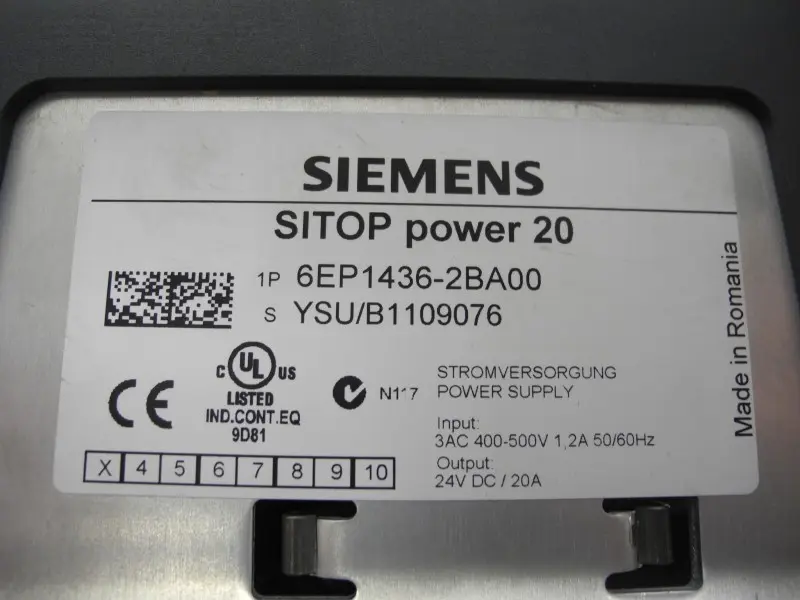 SIEMENS
SITOP power 20
1P 6EP1436-2BA00
S YSU/B1109076
C UL US
LISTED
IND.CONT.EQ
9D81
CE
N117
STROMVERSORGUNG
POWER SUPPLY
Input:
3AC 400-500V 1,2A 50/60Hz
Output:
24V DC / 20A
X 4 5 6 7 8 9 10
Made in Romania